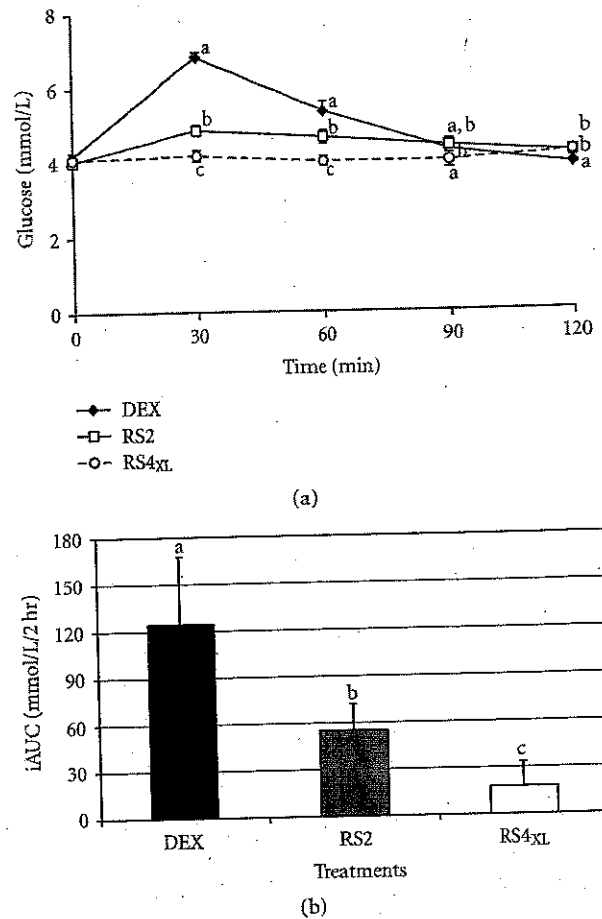 8
6
4
2
0
Glucose (mmol/L)
a
a
b
b
a, b
b
b
b
c
c
a
a
0 30 60 90 120
Time (min)
DEX
RS2
RS4XL
(a)
180
150
120
90
60
30
0
iAUC (mmol/L/2 hr)
a
b
c
DEX RS2 RS4XL
Treatments
(b)